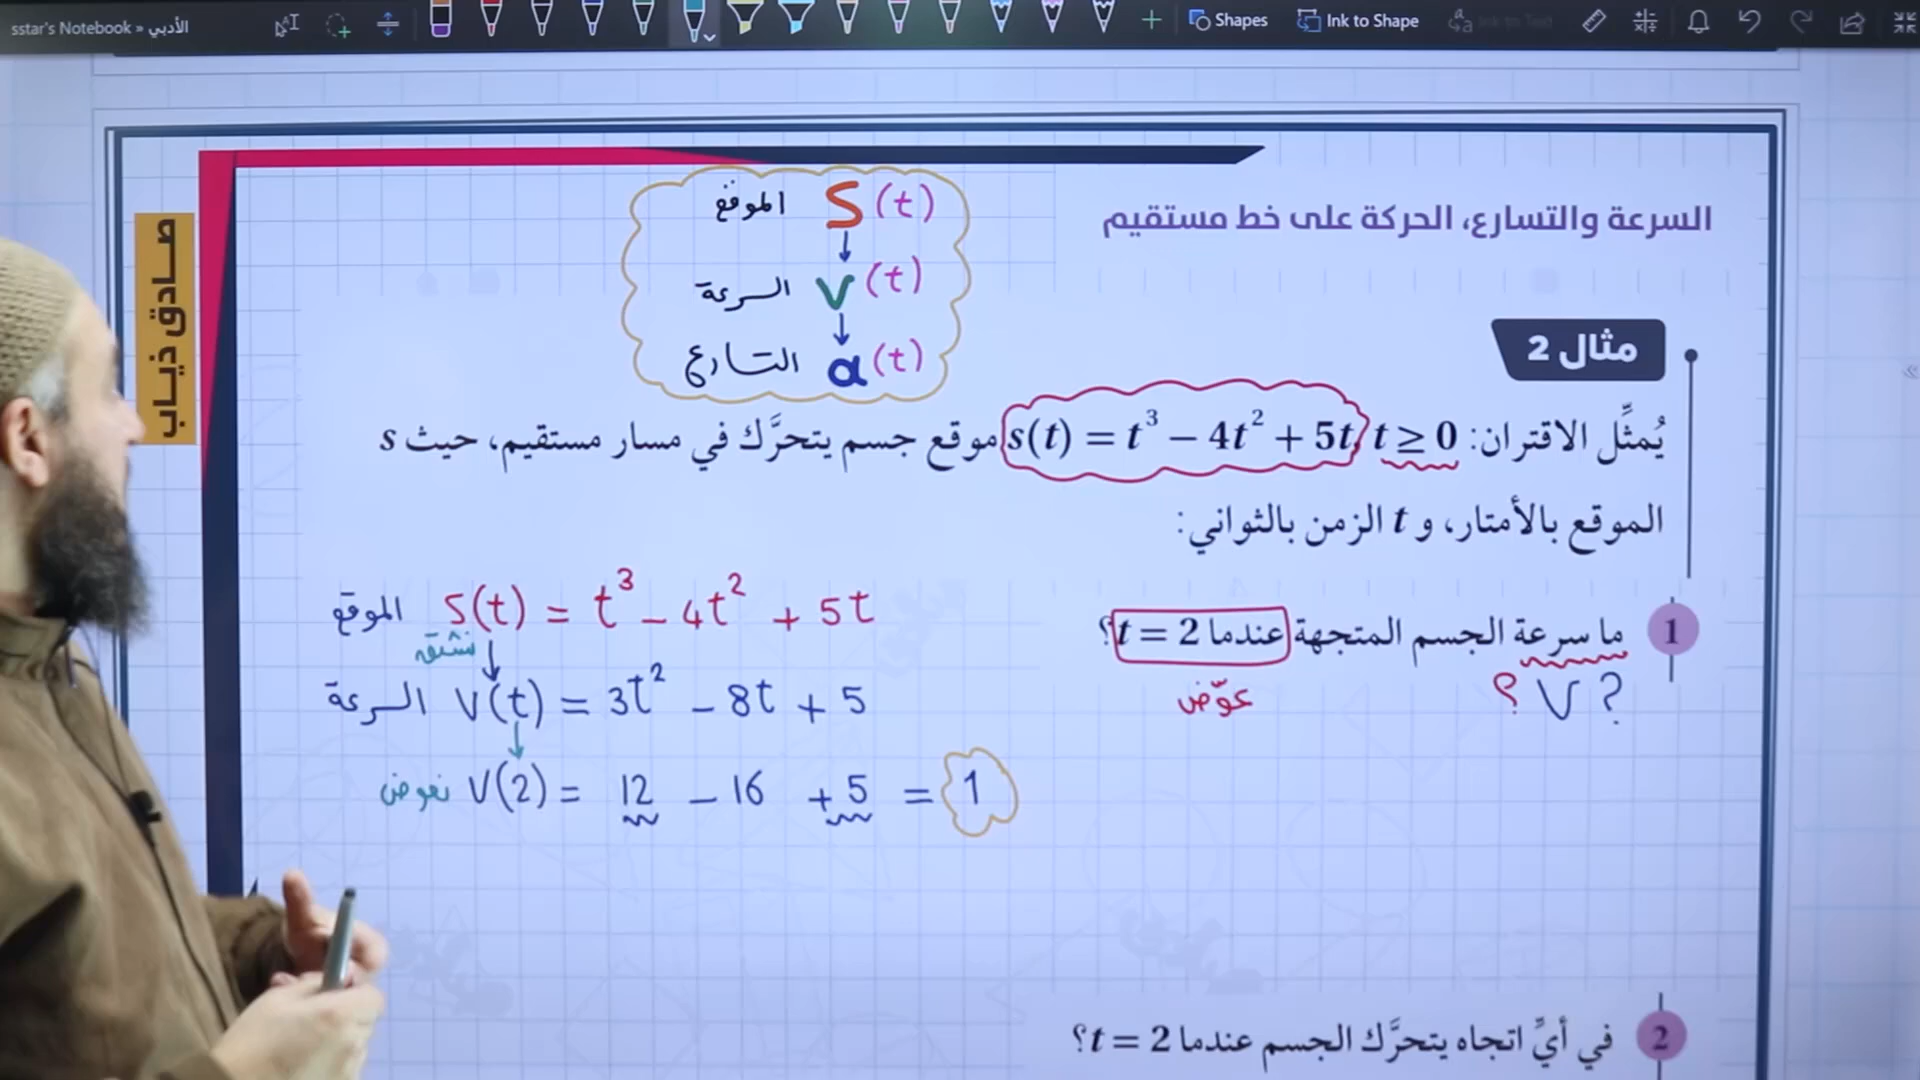 sstar's Notebook » الأدبي
Shapes
Ink to Shape
Ink to Text
صادق ذياب
السرعة والتسارع، الحركة على خط مستقيم
الموقع S(t)
السرعة V(t)
التسارع a(t)
مثال 2
يُمثِّل الاقتران: s(t) = t³ − 4t² + 5t, t ≥ 0 موقع جسم يتحرَّك في مسار مستقيم، حيث s
الموقع بالأمتار، و t الزمن بالثواني:
1 ما سرعة الجسم المتجهة عندما t = 2؟
؟ V ?
عوّض
الموقع S(t) = t³ − 4t² + 5t
نشتق
السرعة V(t) = 3t² − 8t + 5
نعوض V(2) = 12 − 16 + 5 = 1
2 في أيِّ اتجاه يتحرَّك الجسم عندما t = 2؟